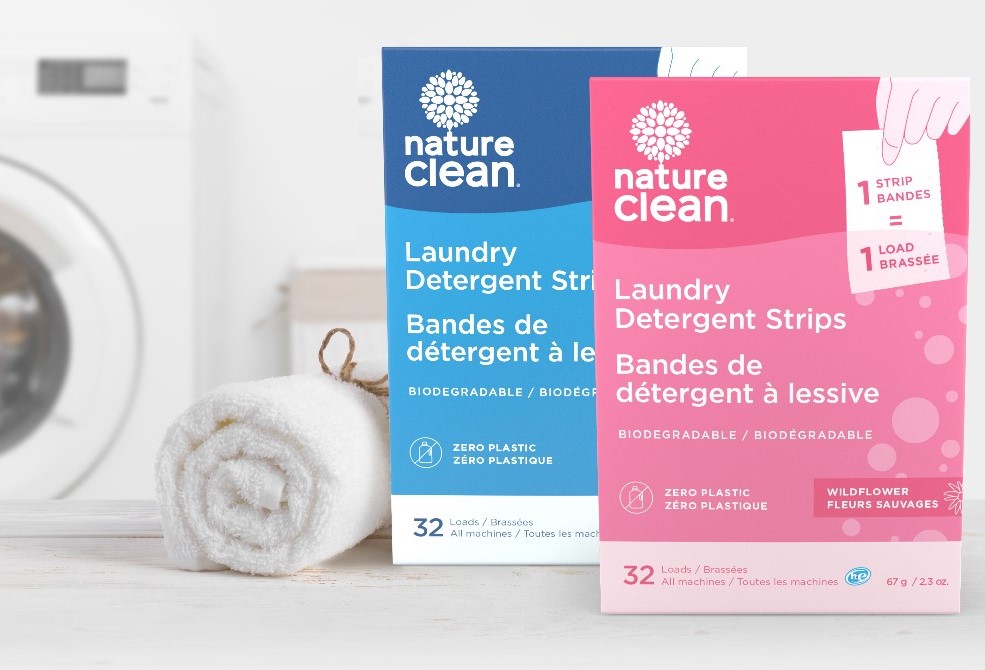 nature
clean
Laundry
Detergent Stri
Bandes de
détergent à le
BIODEGRADABLE / BIODÉGR
ZERO PLASTIC
ZÉRO PLASTIQUE
32 Loads / Brassées
All machines / Toutes les mach
nature
clean
1 STRIP
BANDES
=
1 LOAD
BRASSÉE
Laundry
Detergent Strips
Bandes de
détergent à lessive
BIODEGRADABLE / BIODÉGRADABLE
ZERO PLASTIC
ZÉRO PLASTIQUE
WILDFLOWER
FLEURS SAUVAGES
32 Loads / Brassées
All machines / Toutes les machines he 67 g / 2.3 oz.